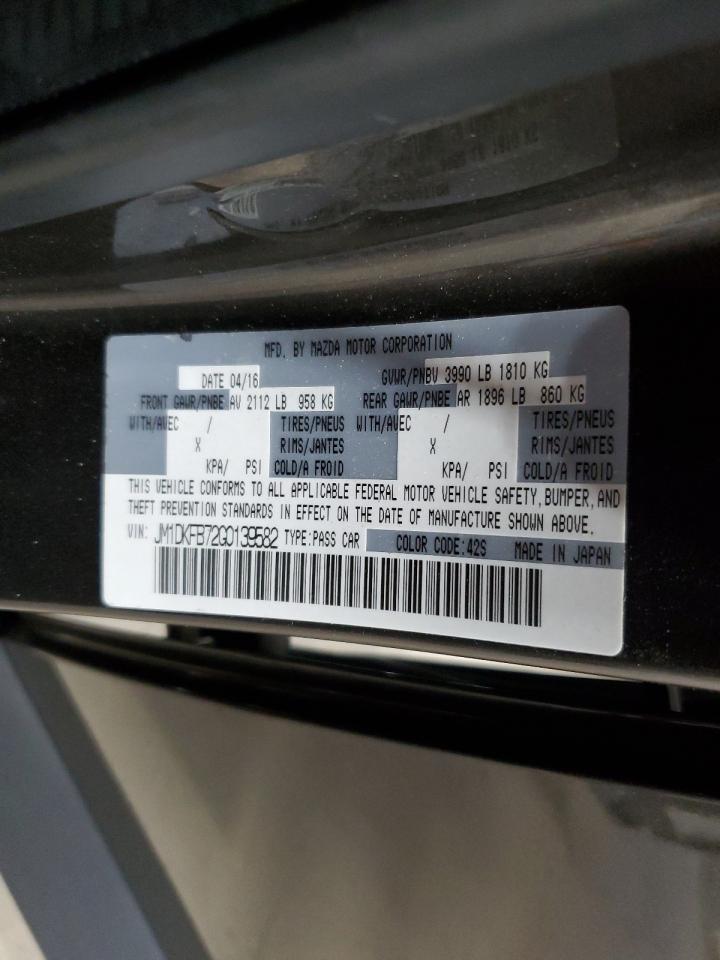 MFD. BY MAZDA MOTOR CORPORATION
DATE 04/16 GVWR/PNBV 3990 LB 1810 KG
FRONT GAWR/PNBE AV 2112 LB 958 KG REAR GAWR/PNBE AR 1896 LB 860 KG
WITH/AVEC / TIRES/PNEUS WITH/AVEC / TIRES/PNEUS
X RIMS/JANTES X RIMS/JANTES
KPA/ PSI COLD/A FROID KPA/ PSI COLD/A FROID
THIS VEHICLE CONFORMS TO ALL APPLICABLE FEDERAL MOTOR VEHICLE SAFETY, BUMPER, AND
THEFT PREVENTION STANDARDS IN EFFECT ON THE DATE OF MANUFACTURE SHOWN ABOVE.
VIN: JM1DKFB72G0139582 TYPE:PASS CAR COLOR CODE:42S MADE IN JAPAN